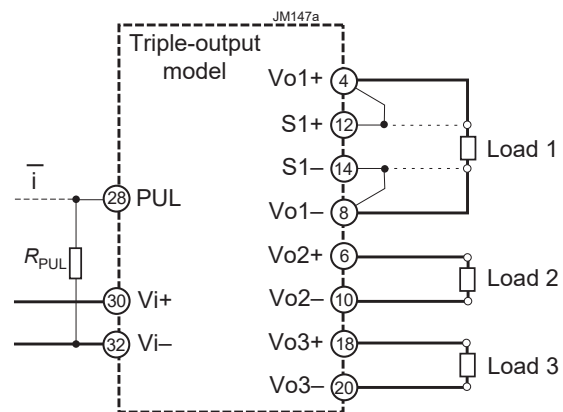 JM147a
Triple-output
model
Vo1+ 4
S1+ 12
Load 1
S1– 14
i
28 PUL
Vo1– 8
RPUL
Vo2+ 6
Load 2
30 Vi+
Vo2– 10
32 Vi–
Vo3+ 18
Load 3
Vo3– 20